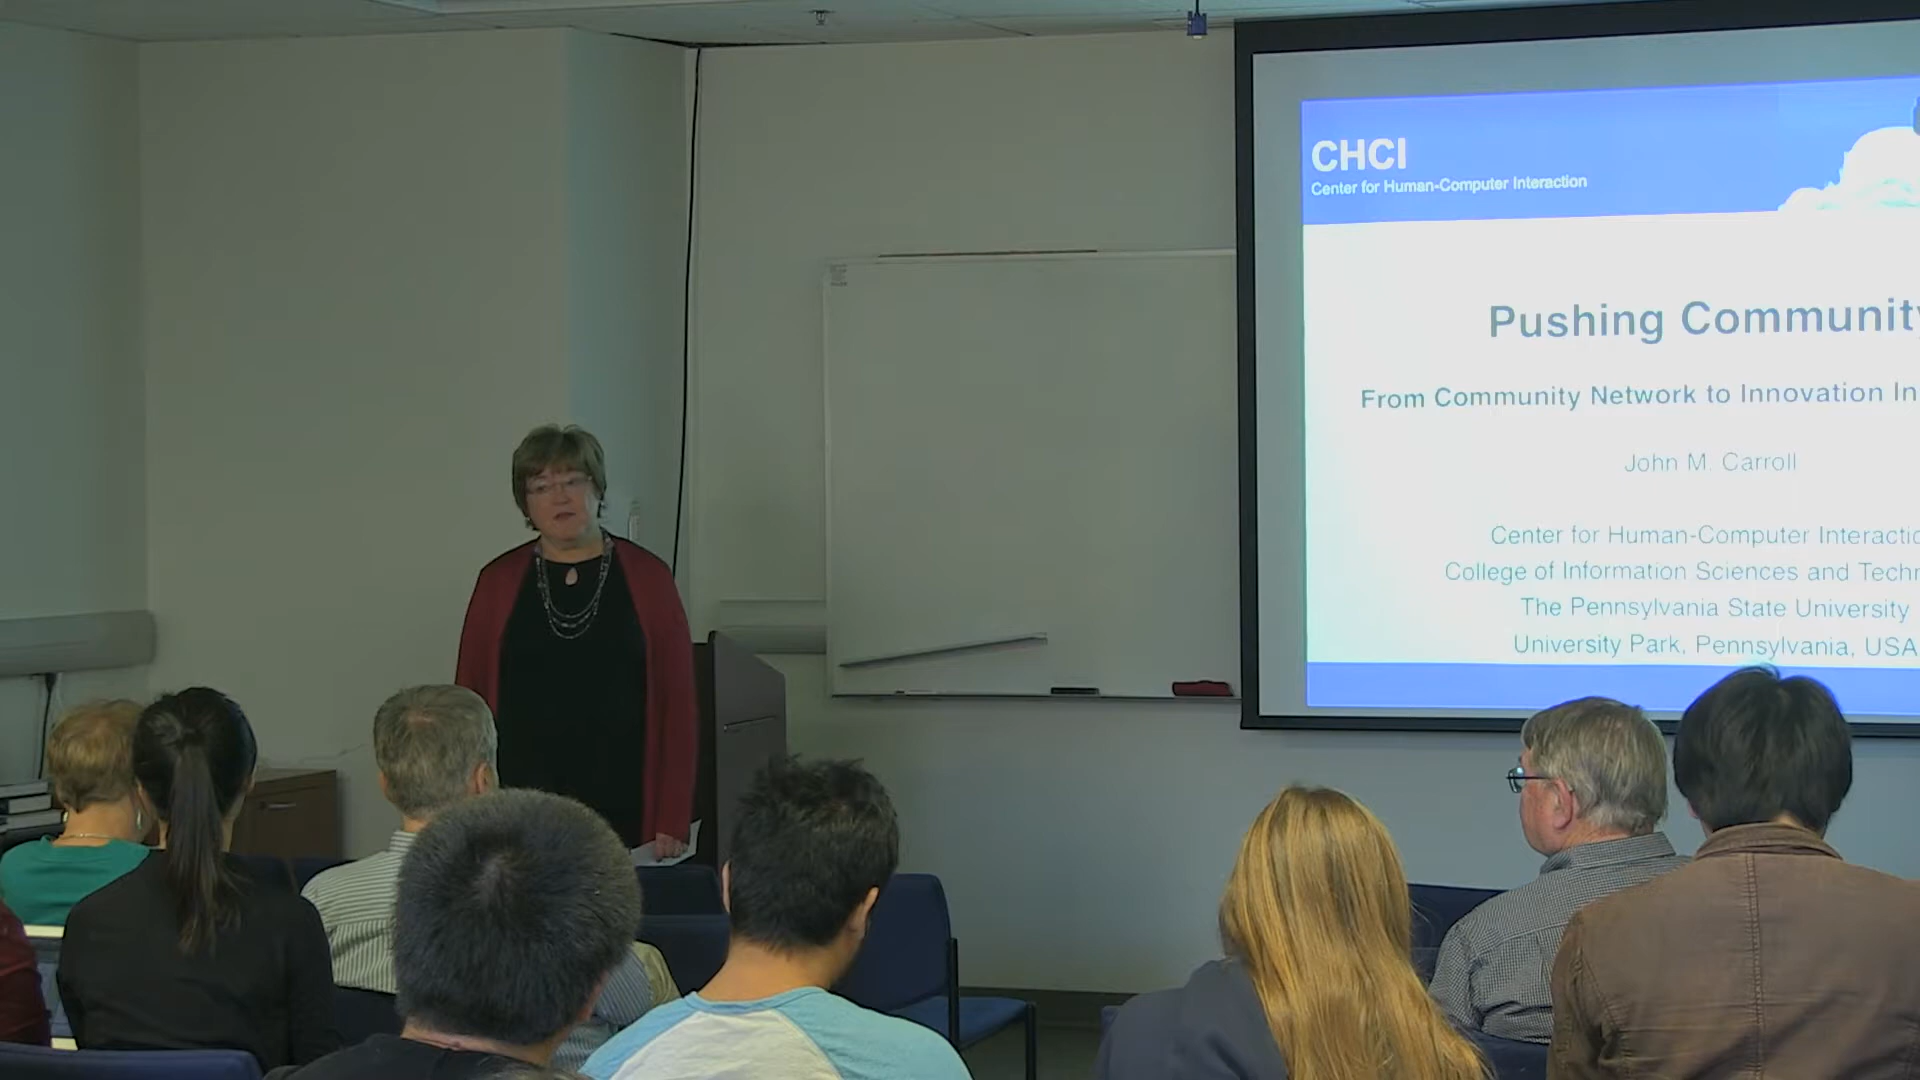 CHCI
Center for Human-Computer Interaction
Pushing Community
From Community Network to Innovation In
John M. Carroll
Center for Human-Computer Interactio
College of Information Sciences and Techn
The Pennsylvania State University
University Park, Pennsylvania, USA